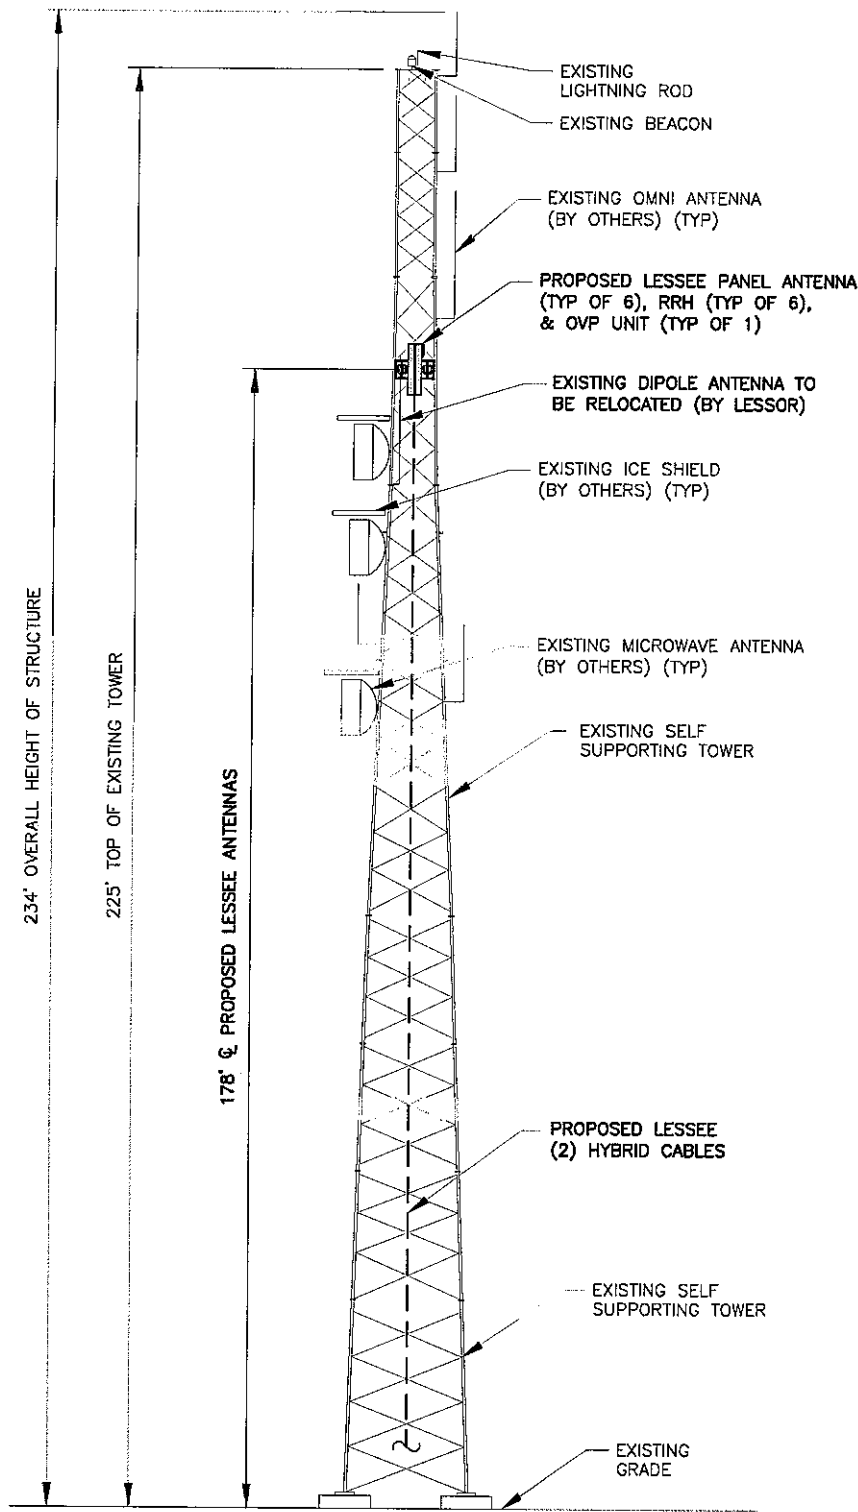 EXISTING
LIGHTNING ROD
EXISTING BEACON
EXISTING OMNI ANTENNA
(BY OTHERS) (TYP)
PROPOSED LESSEE PANEL ANTENNA
(TYP OF 6), RRH (TYP OF 6),
& OVP UNIT (TYP OF 1)
EXISTING DIPOLE ANTENNA TO
BE RELOCATED (BY LESSOR)
EXISTING ICE SHIELD
(BY OTHERS) (TYP)
EXISTING MICROWAVE ANTENNA
(BY OTHERS) (TYP)
EXISTING SELF
SUPPORTING TOWER
234' OVERALL HEIGHT OF STRUCTURE
225' TOP OF EXISTING TOWER
178' ℄ PROPOSED LESSEE ANTENNAS
PROPOSED LESSEE
(2) HYBRID CABLES
EXISTING SELF
SUPPORTING TOWER
EXISTING
GRADE